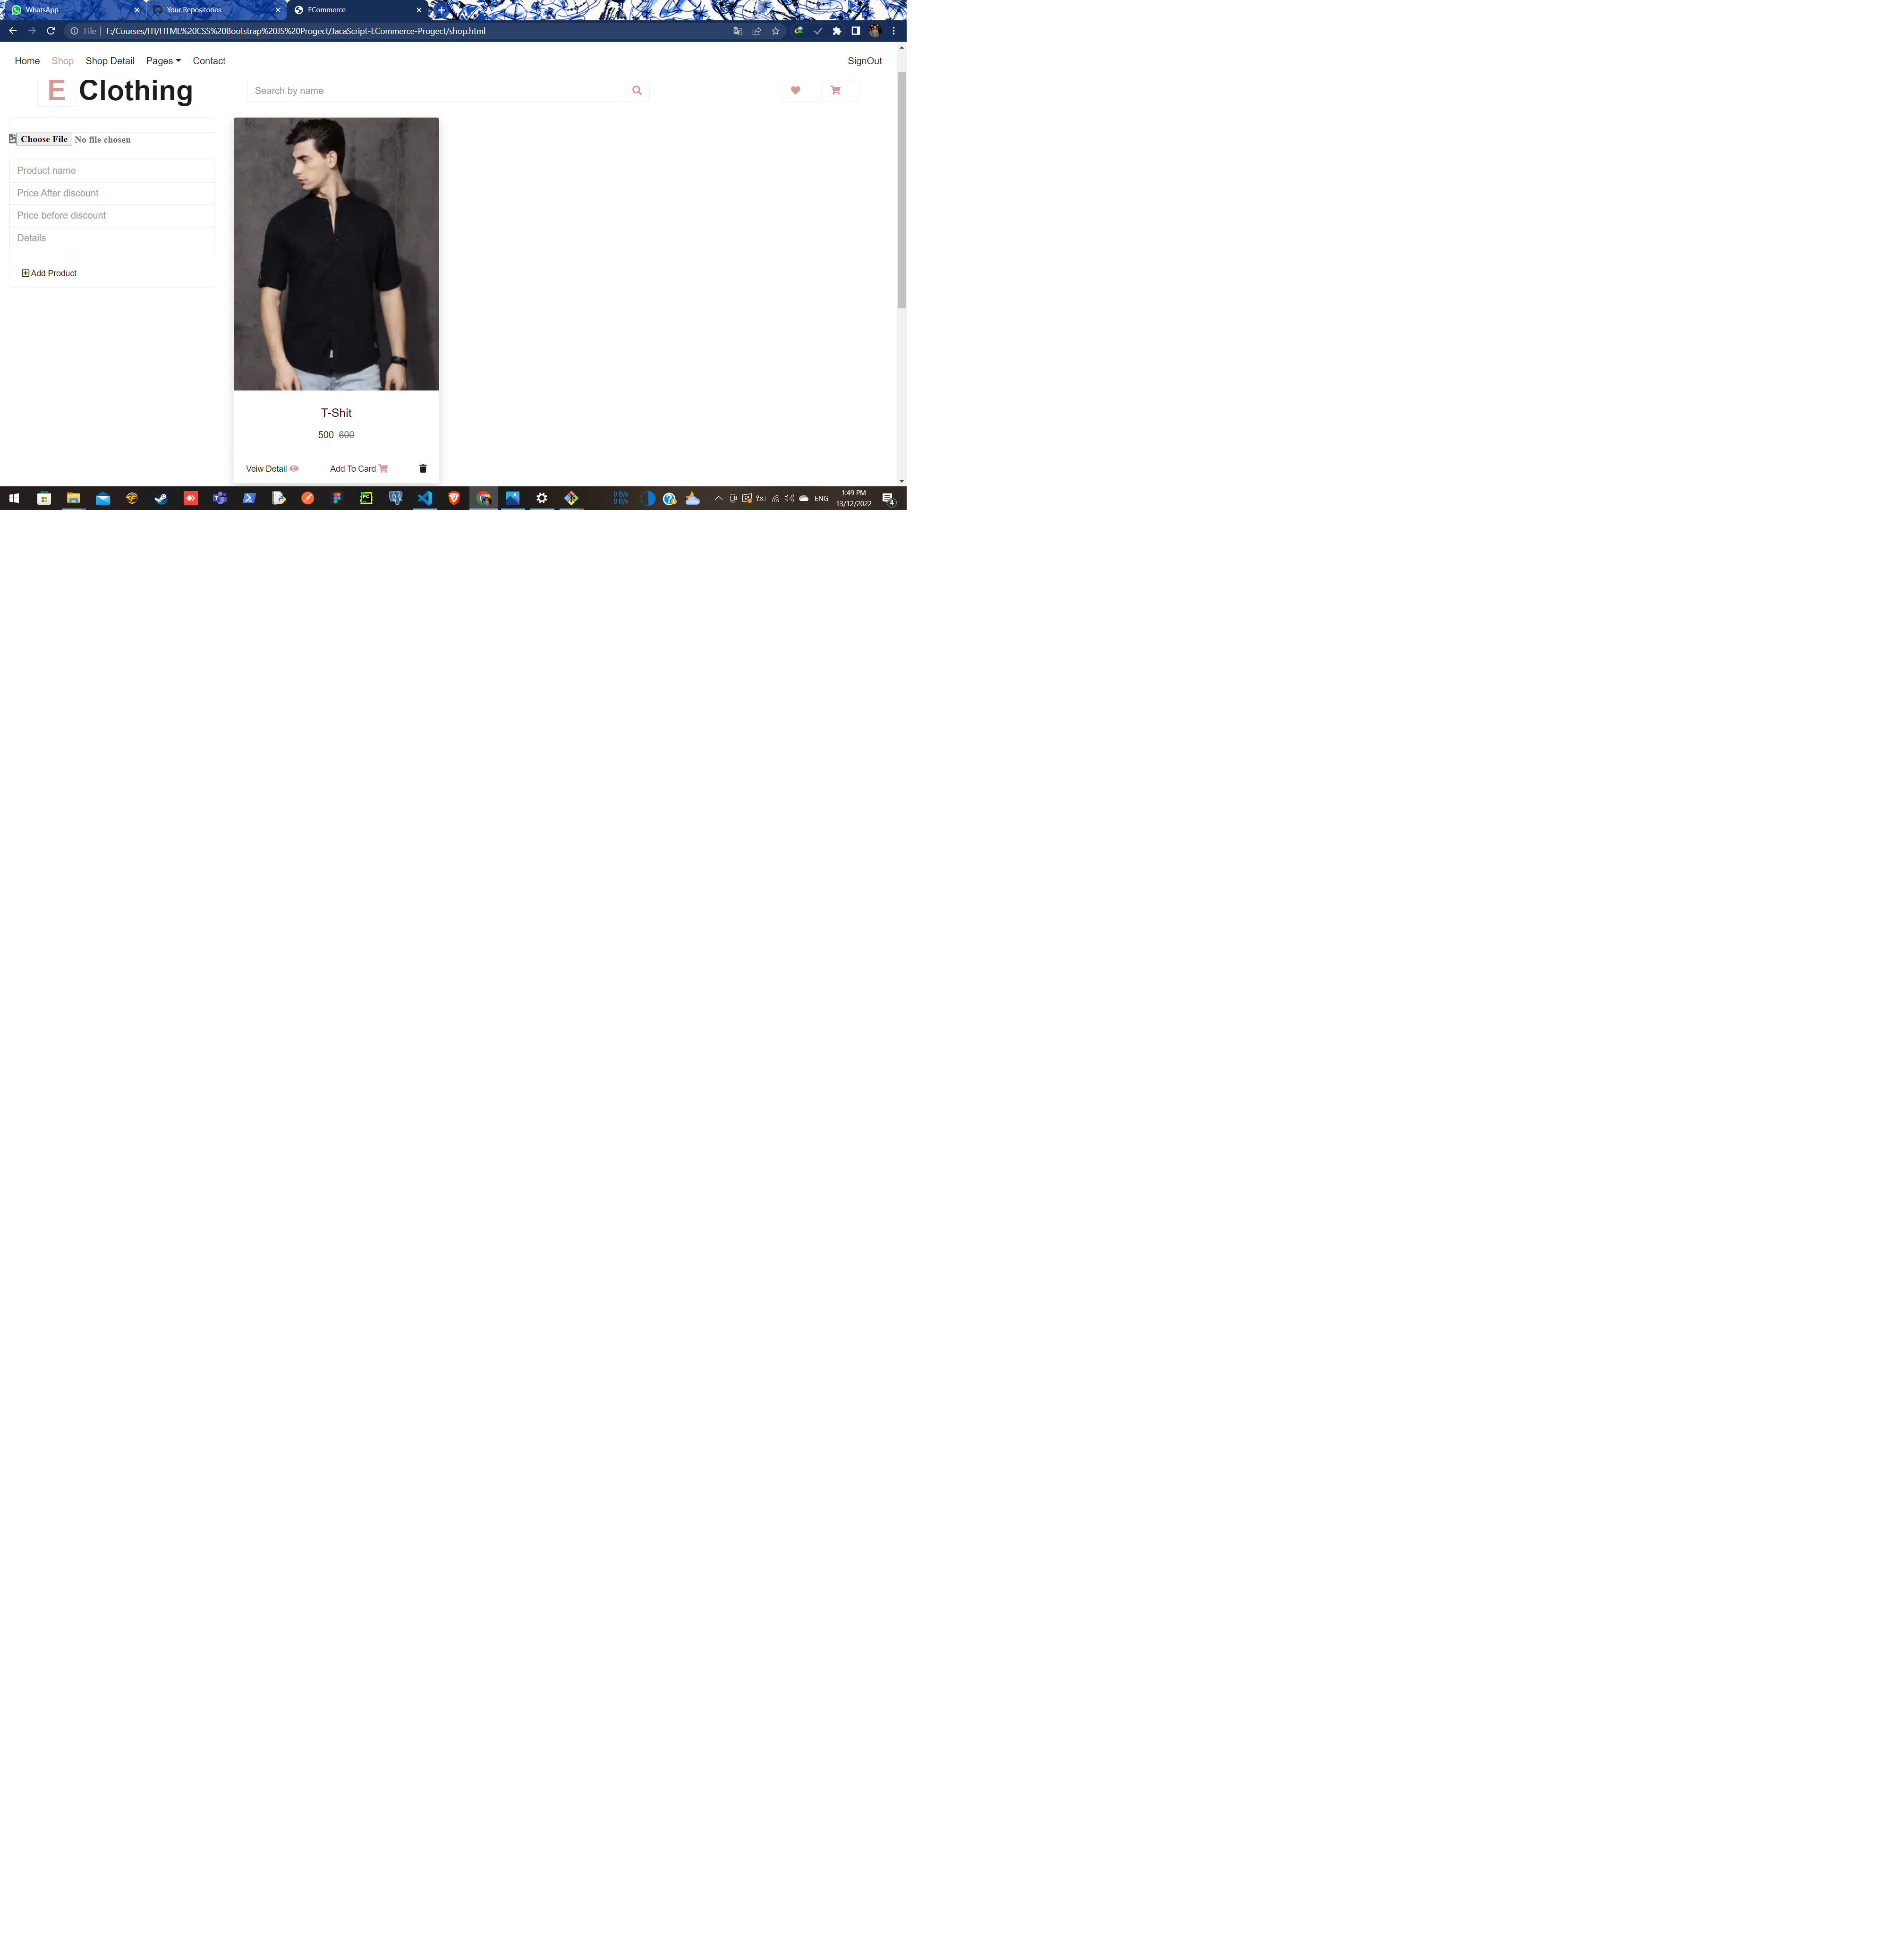 WhatsApp
Your Repositories
ECommerce
File
F:/Courses/ITI/HTML%20CSS%20Bootstrap%20JS%20Progect/JacaScript-ECommerce-Progect/shop.html
Home
Shop
Shop Detail
Pages
Contact
SignOut
E Clothing
Search by name
Choose File No file chosen
Product name
Price After discount
Price before discount
Details
Add Product
T-Shit
500 600
Veiw Detail
Add To Card
0 B/s
0 B/s
ENG
1:49 PM
13/12/2022
4